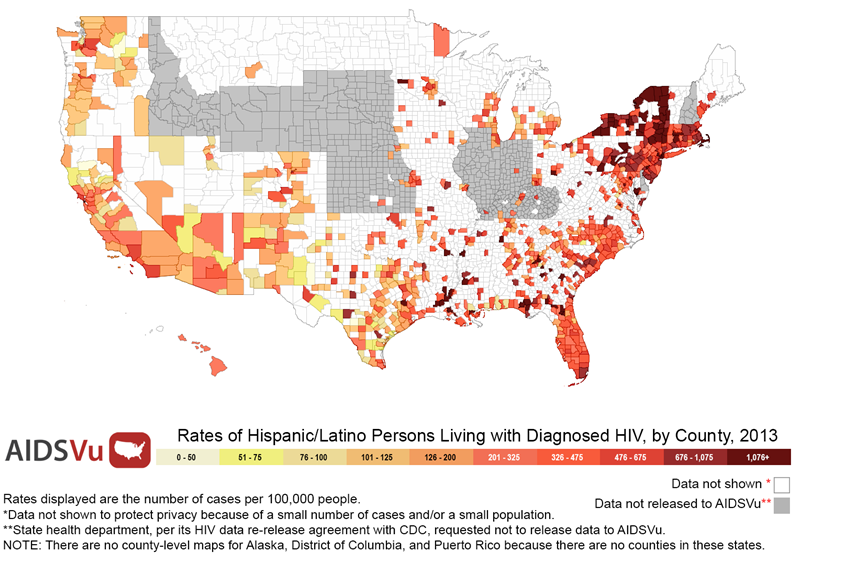 Rates of Hispanic/Latino Persons Living with Diagnosed HIV, by County, 2013
AIDSVu
0 - 50 51 - 75 76 - 100 101 - 125 126 - 200 201 - 325 326 - 475 476 - 675 676 - 1,075 1,076+
Data not shown *
Data not released to AIDSVu**
Rates displayed are the number of cases per 100,000 people.
*Data not shown to protect privacy because of a small number of cases and/or a small population.
**State health department, per its HIV data re-release agreement with CDC, requested not to release data to AIDSVu.
NOTE: There are no county-level maps for Alaska, District of Columbia, and Puerto Rico because there are no counties in these states.